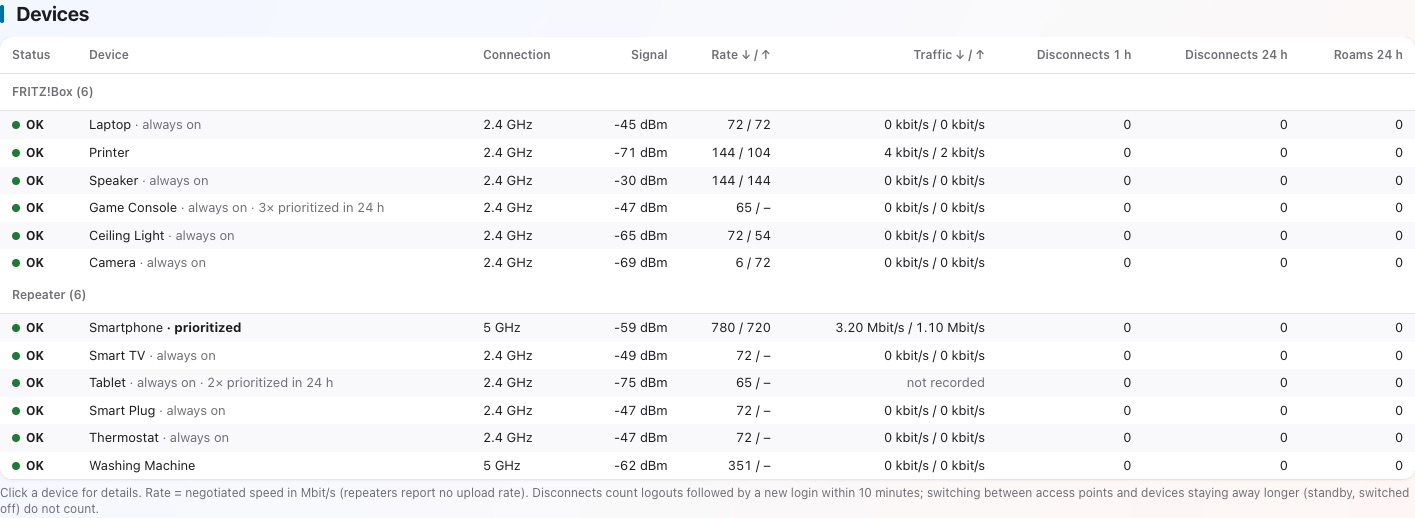 Devices
Status Device Connection Signal Rate ↓ / ↑ Traffic ↓ / ↑ Disconnects 1 h Disconnects 24 h Roams 24 h
FRITZ!Box (6)
OK Laptop · always on 2.4 GHz -45 dBm 72 / 72 0 kbit/s / 0 kbit/s 0 0 0
OK Printer 2.4 GHz -71 dBm 144 / 104 4 kbit/s / 2 kbit/s 0 0 0
OK Speaker · always on 2.4 GHz -30 dBm 144 / 144 0 kbit/s / 0 kbit/s 0 0 0
OK Game Console · always on · 3× prioritized in 24 h 2.4 GHz -47 dBm 65 / – 0 kbit/s / 0 kbit/s 0 0 0
OK Ceiling Light · always on 2.4 GHz -65 dBm 72 / 54 0 kbit/s / 0 kbit/s 0 0 0
OK Camera · always on 2.4 GHz -69 dBm 6 / 72 0 kbit/s / 0 kbit/s 0 0 0
Repeater (6)
OK Smartphone · prioritized 5 GHz -59 dBm 780 / 720 3.20 Mbit/s / 1.10 Mbit/s 0 0 0
OK Smart TV · always on 2.4 GHz -49 dBm 72 / – 0 kbit/s / 0 kbit/s 0 0 0
OK Tablet · always on · 2× prioritized in 24 h 2.4 GHz -75 dBm 65 / – not recorded 0 0 0
OK Smart Plug · always on 2.4 GHz -47 dBm 72 / – 0 kbit/s / 0 kbit/s 0 0 0
OK Thermostat · always on 2.4 GHz -47 dBm 72 / – 0 kbit/s / 0 kbit/s 0 0 0
OK Washing Machine 5 GHz -62 dBm 351 / – 0 kbit/s / 0 kbit/s 0 0 0
Click a device for details. Rate = negotiated speed in Mbit/s (repeaters report no upload rate). Disconnects count logouts followed by a new login within 10 minutes; switching between access points and devices staying away longer (standby, switched
off) do not count.